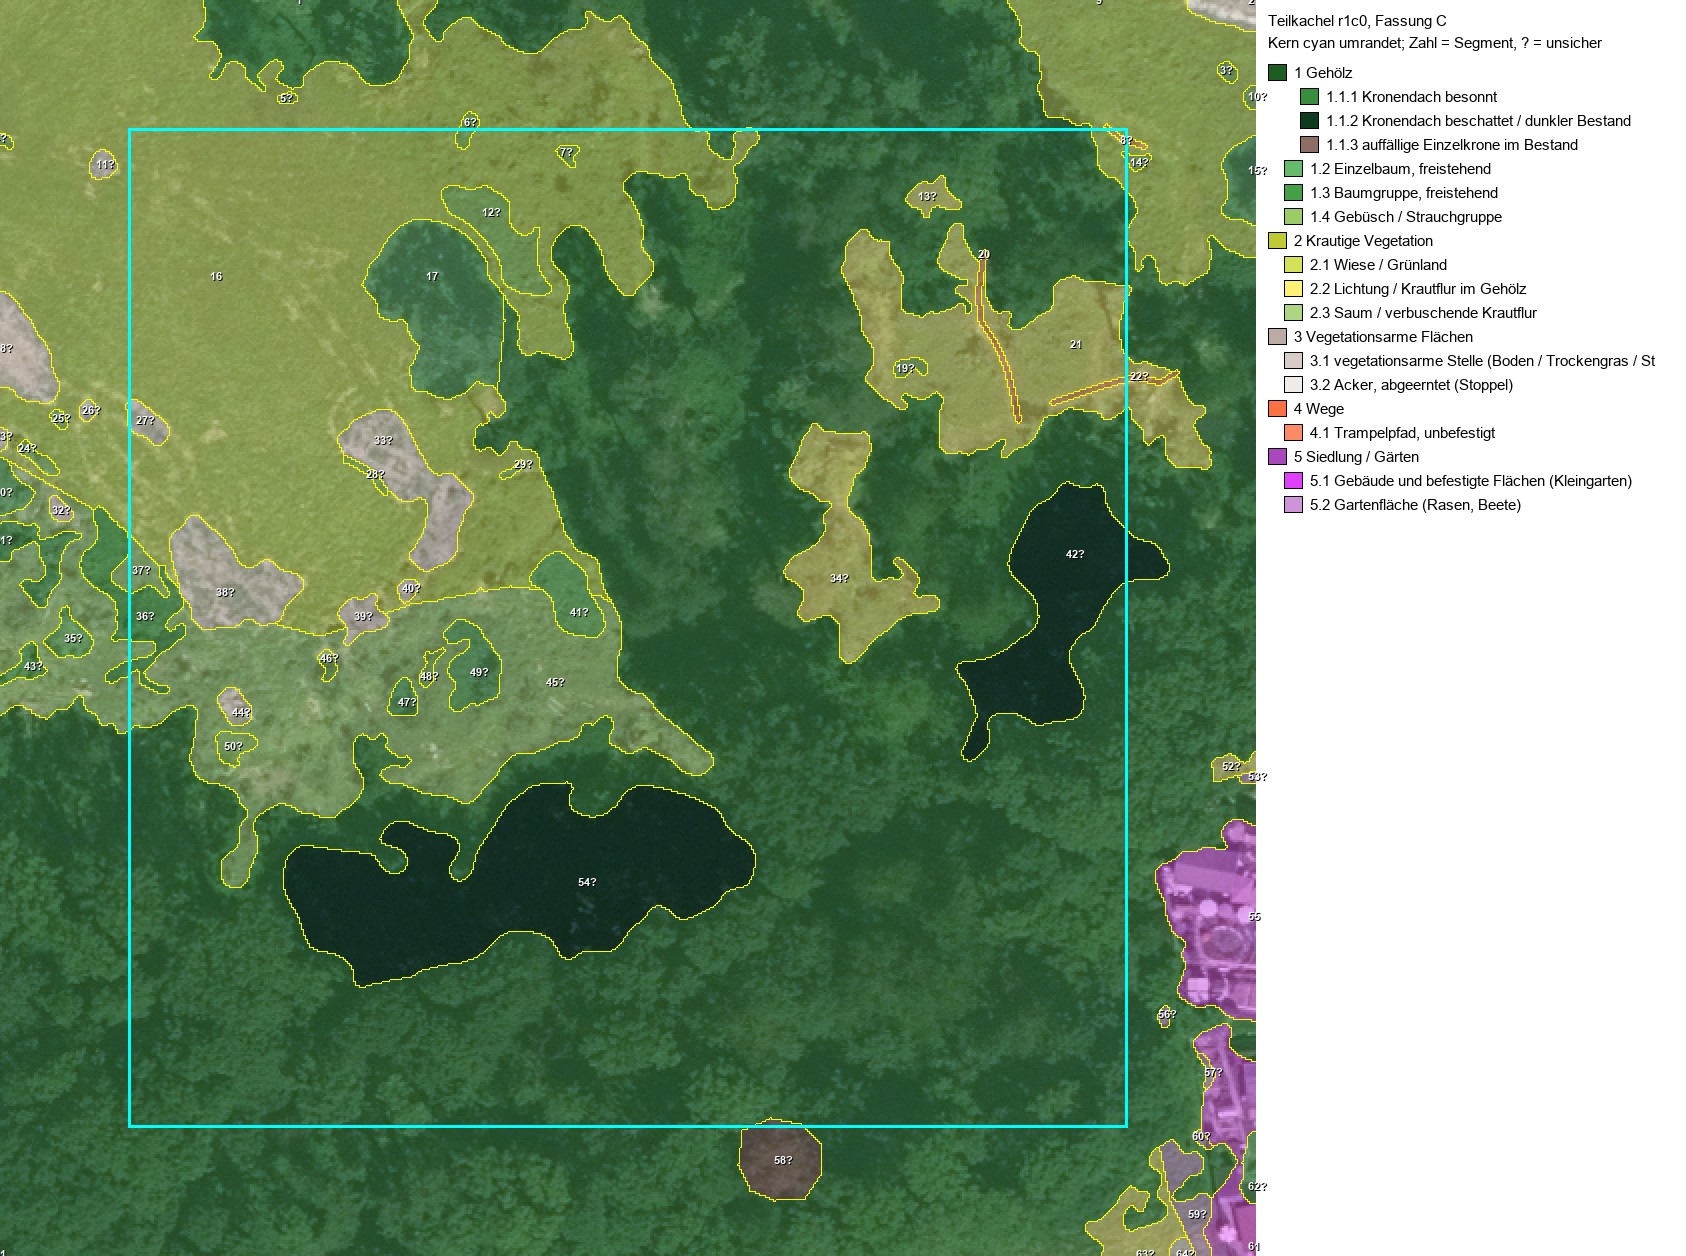 Teilkachel r1c0, Fassung C
Kern cyan umrandet; Zahl = Segment, ? = unsicher
1 Gehölz
1.1.1 Kronendach besonnt
1.1.2 Kronendach beschattet / dunkler Bestand
1.1.3 auffällige Einzelkrone im Bestand
1.2 Einzelbaum, freistehend
1.3 Baumgruppe, freistehend
1.4 Gebüsch / Strauchgruppe
2 Krautige Vegetation
2.1 Wiese / Grünland
2.2 Lichtung / Krautflur im Gehölz
2.3 Saum / verbuschende Krautflur
3 Vegetationsarme Flächen
3.1 vegetationsarme Stelle (Boden / Trockengras / St
3.2 Acker, abgeerntet (Stoppel)
4 Wege
4.1 Trampelpfad, unbefestigt
5 Siedlung / Gärten
5.1 Gebäude und befestigte Flächen (Kleingarten)
5.2 Gartenfläche (Rasen, Beete)
3?
5?
10?
6?
8?
7?
14?
11?
15?
13?
12?
20
16
17
21
8?
19?
22?
26?
25?
27?
33?
3?
24?
29?
28?
0?
32?
1?
42?
37?
34?
38?
40?
36?
39?
41?
35?
46?
43?
49?
48?
45?
47?
44?
50?
52?
53?
54?
55
56?
57?
60?
58?
62?
59?
61
63?
64?